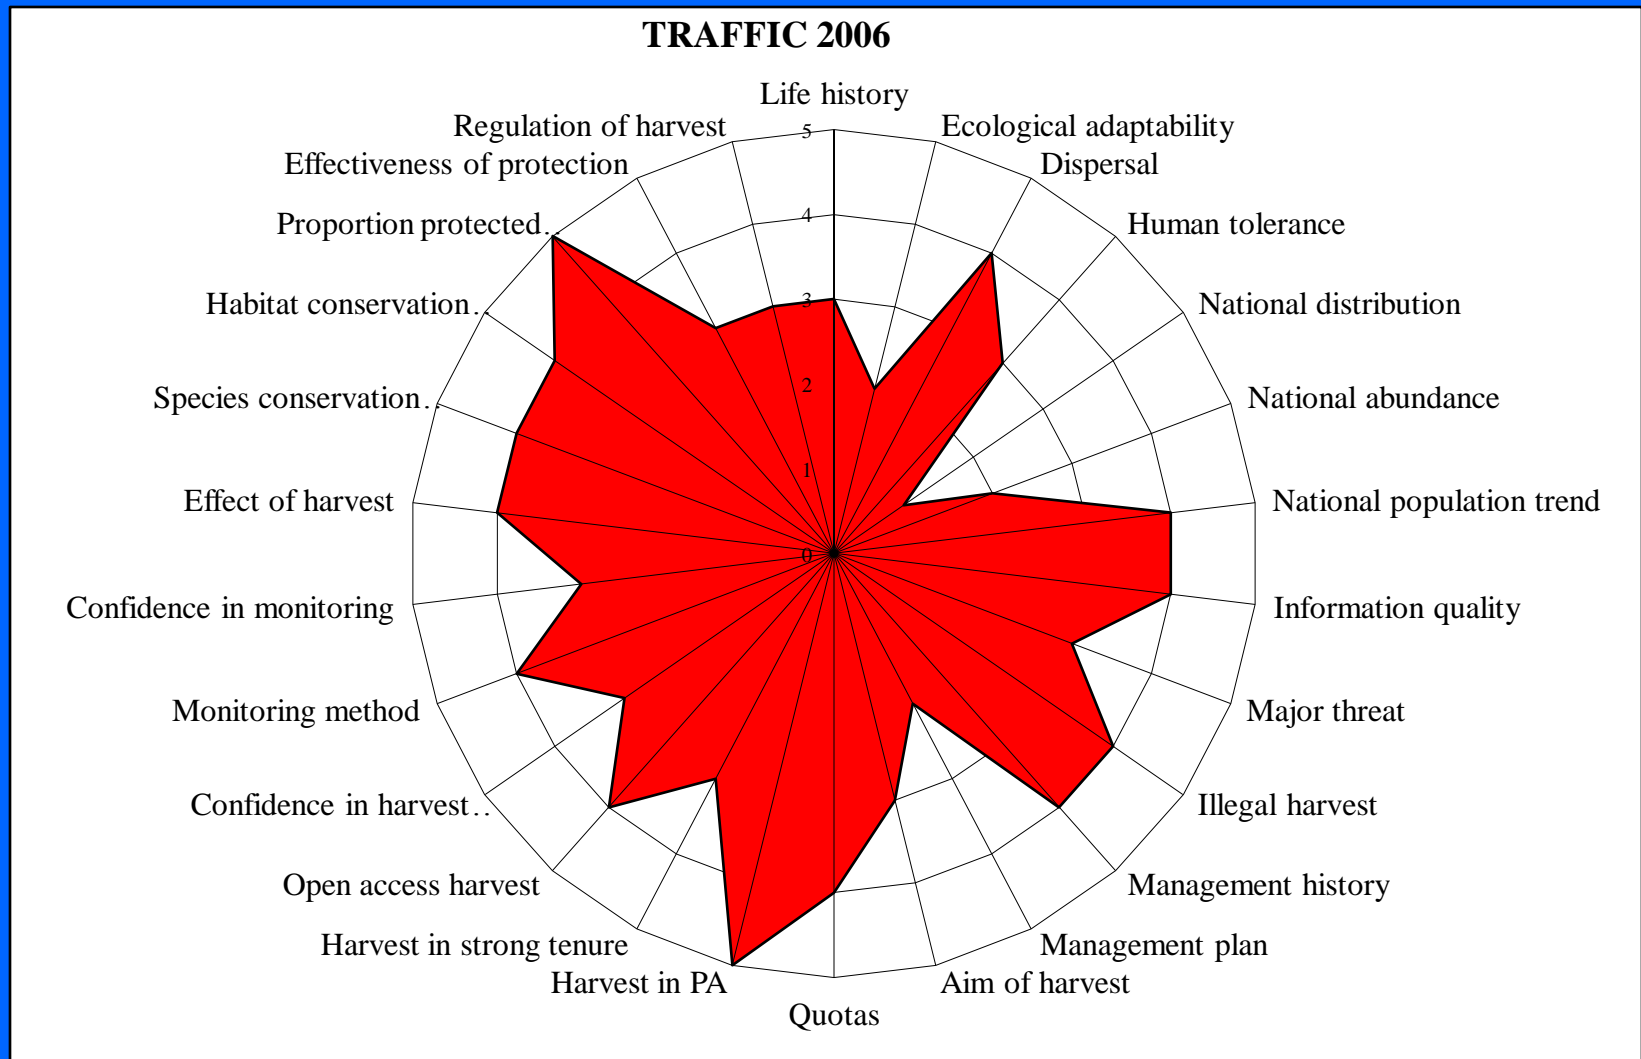 TRAFFIC 2006
Life history
Regulation of harvest
Ecological adaptability
5
Effectiveness of protection
Dispersal
Proportion protected..
Human tolerance
4
Habitat conservation..
National distribution
3
Species conservation..
National abundance
2
Effect of harvest
National population trend
1
0
Confidence in monitoring
Information quality
Monitoring method
Major threat
Confidence in harvest..
Illegal harvest
Open access harvest
Management history
Harvest in strong tenure
Management plan
Harvest in PA
Aim of harvest
Quotas